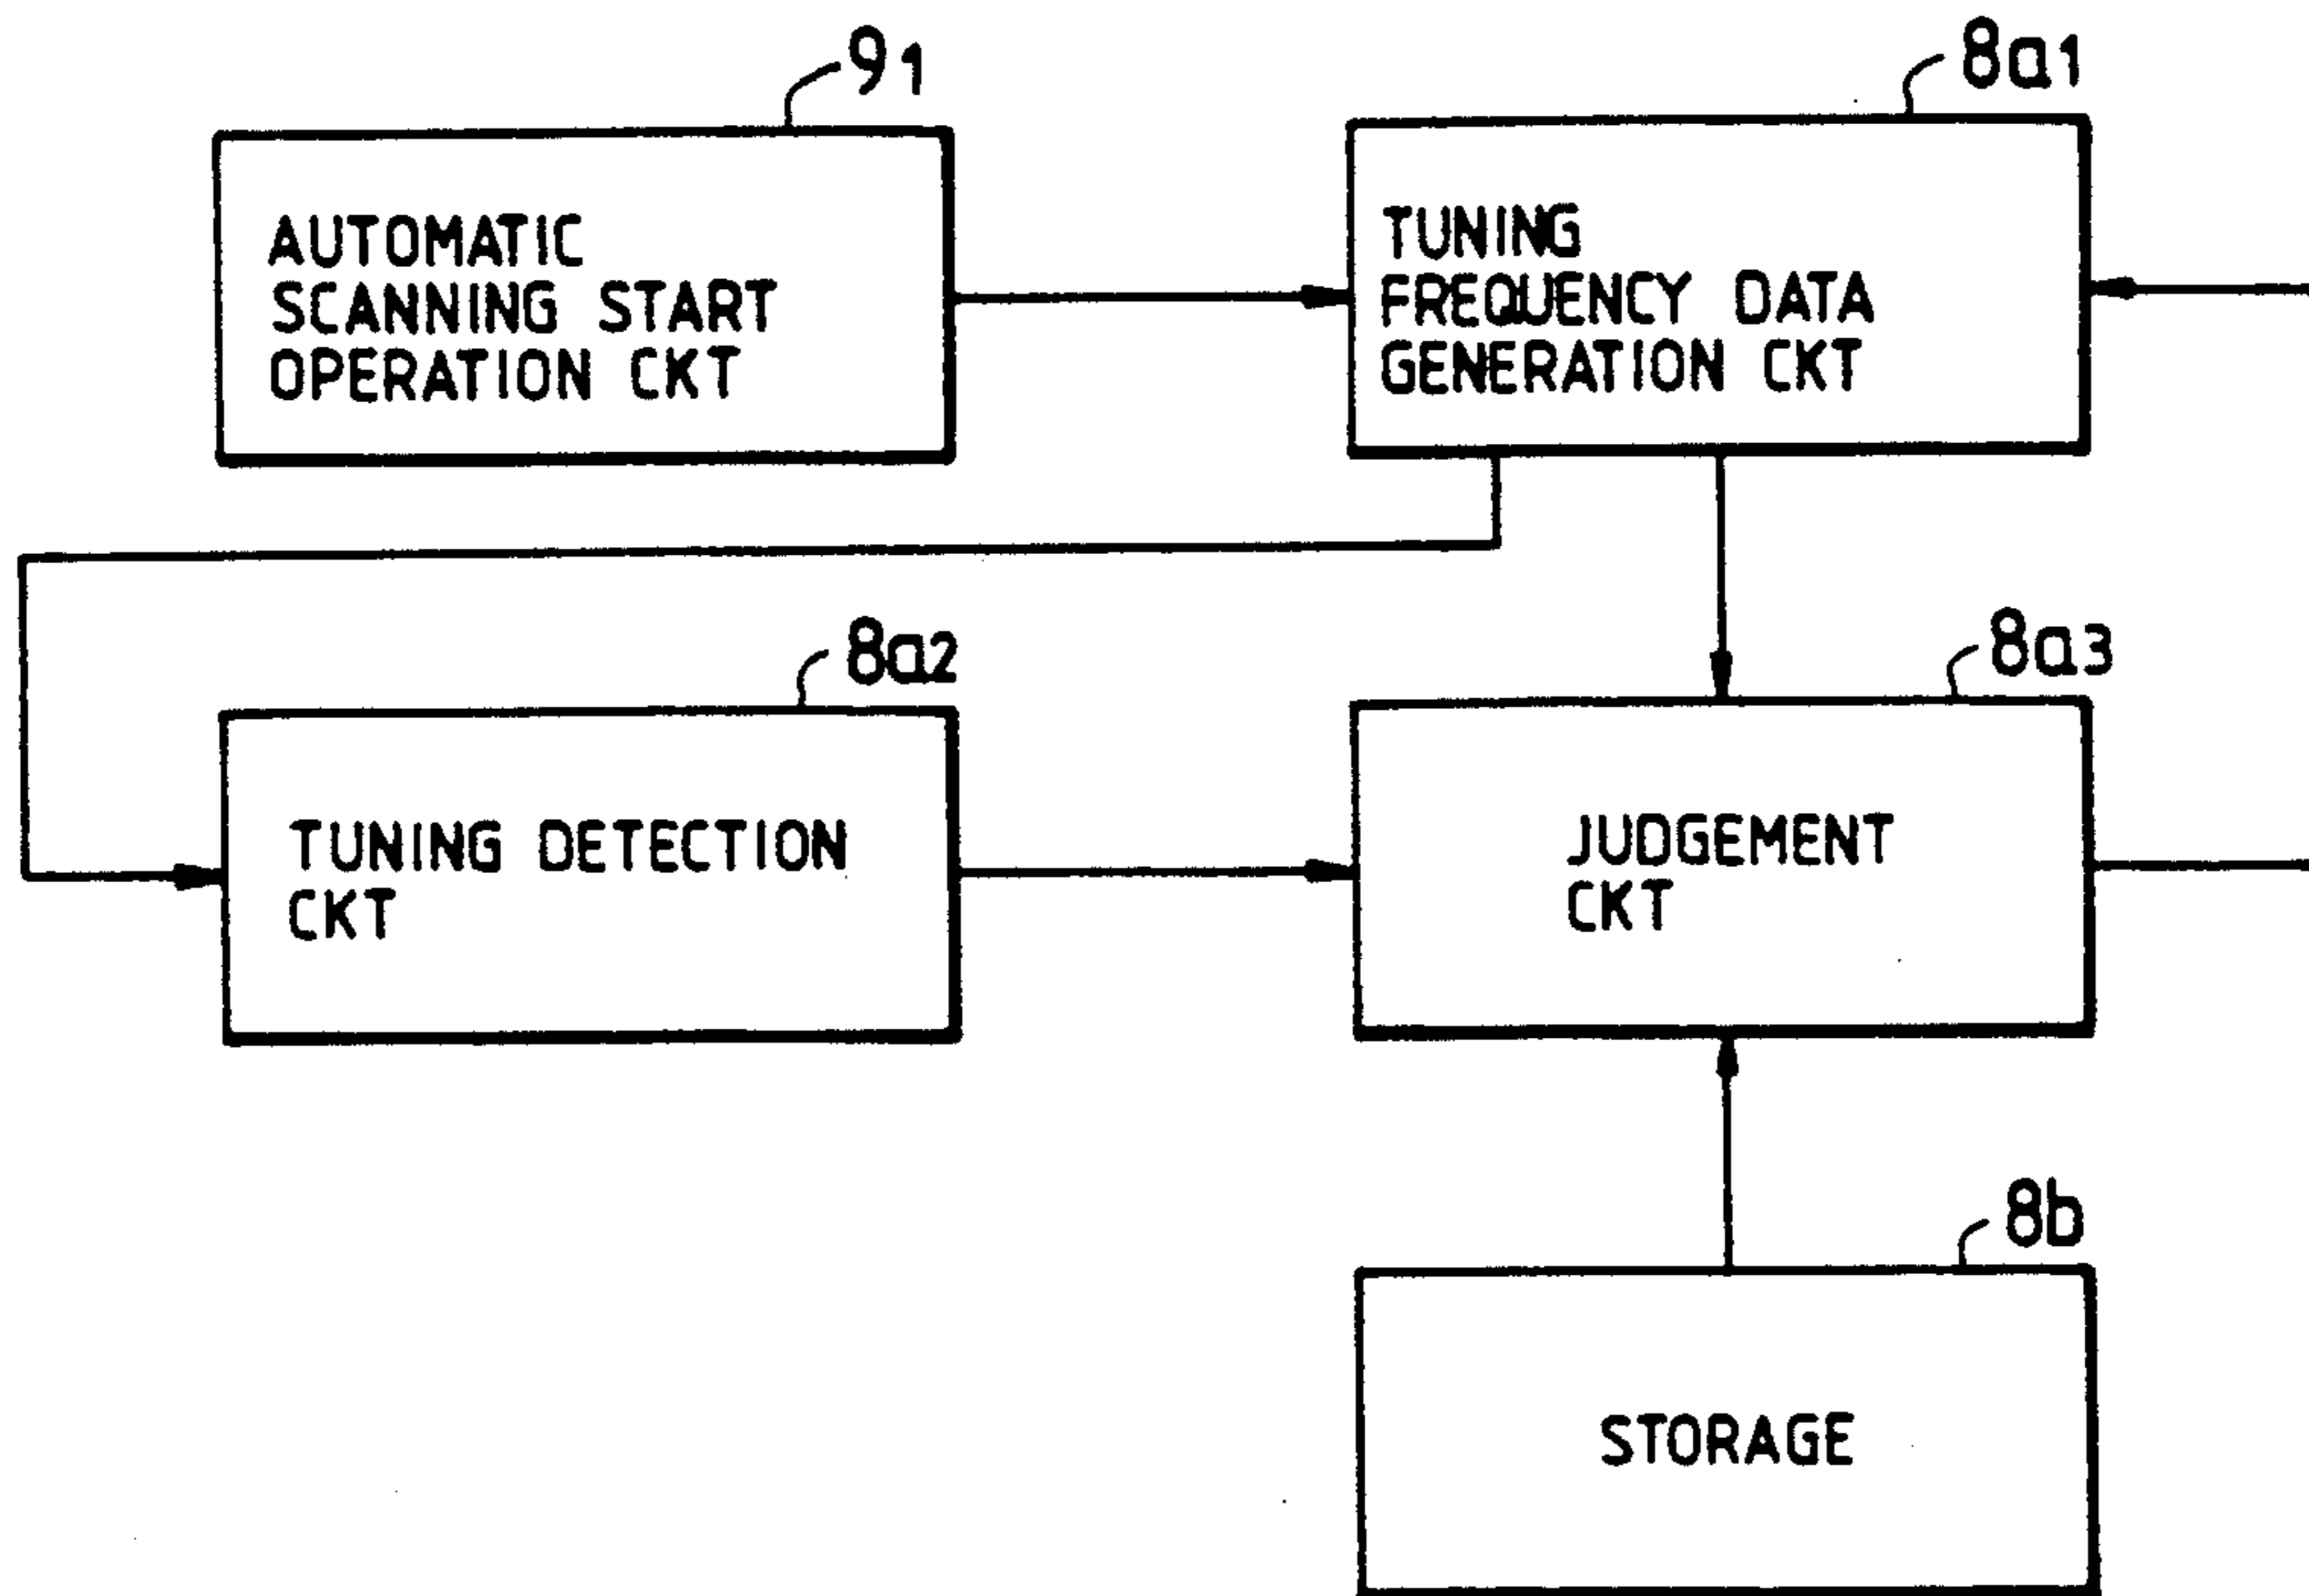 91
AUTOMATIC
SCANNING START
OPERATION CKT
8a1
TUNING
FREQUENCY DATA
GENERATION CKT
8a2
TUNING DETECTION
CKT
8a3
JUDGEMENT
CKT
8b
STORAGE